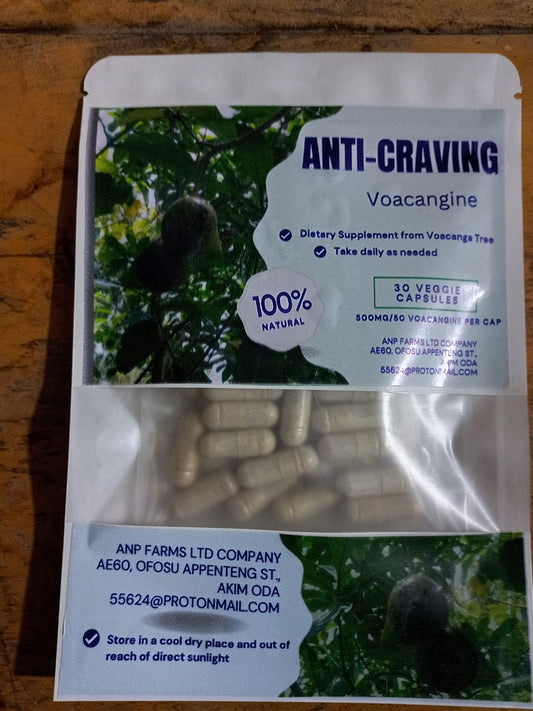 ANTI-CRAVING
Voacangine
Dietary Supplement from Voacanga Tree
Take daily as needed
100%
NATURAL
30 VEGGIE
CAPSULES
500MG/50 VOACANGINE PER CAP
ANP FARMS LTD COMPANY
AE60, OFOSU APPENTENG ST.,
AKIM ODA
55624@PROTONMAIL.COM
ANP FARMS LTD COMPANY
AE60, OFOSU APPENTENG ST.,
AKIM ODA
55624@PROTONMAIL.COM
Store in a cool dry place and out of
reach of direct sunlight